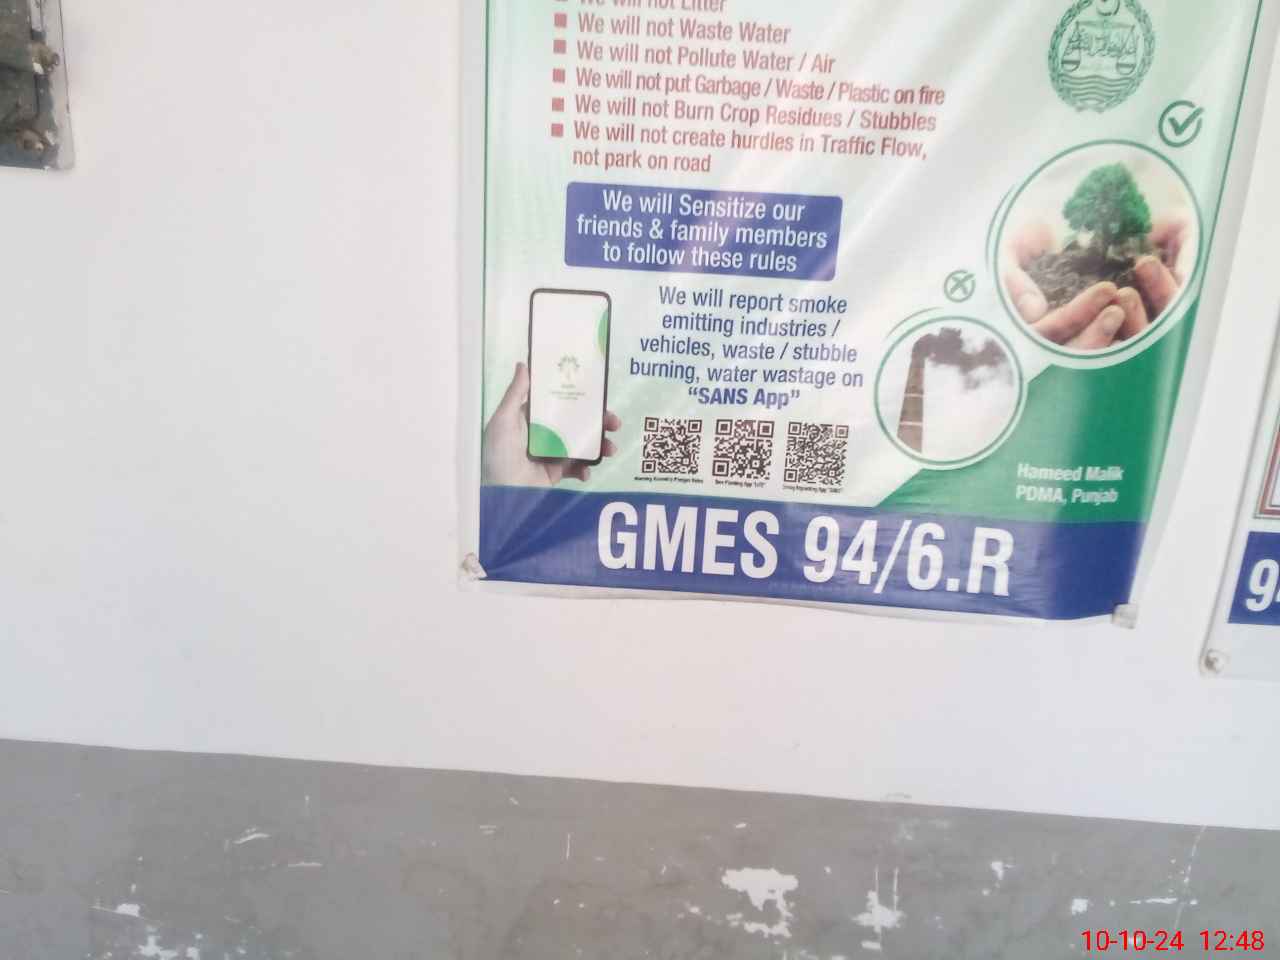 We will not Litter
We will not Waste Water
We will not Pollute Water / Air
We will not put Garbage / Waste / Plastic on fire
We will not Burn Crop Residues / Stubbles
We will not create hurdles in Traffic Flow,
not park on road
We will Sensitize our
friends & family members
to follow these rules
We will report smoke
emitting industries /
vehicles, waste / stubble
burning, water wastage on
“SANS App”
Hameed Malik
PDMA, Punjab
GMES 94/6.R
94
10-10-24 12:48